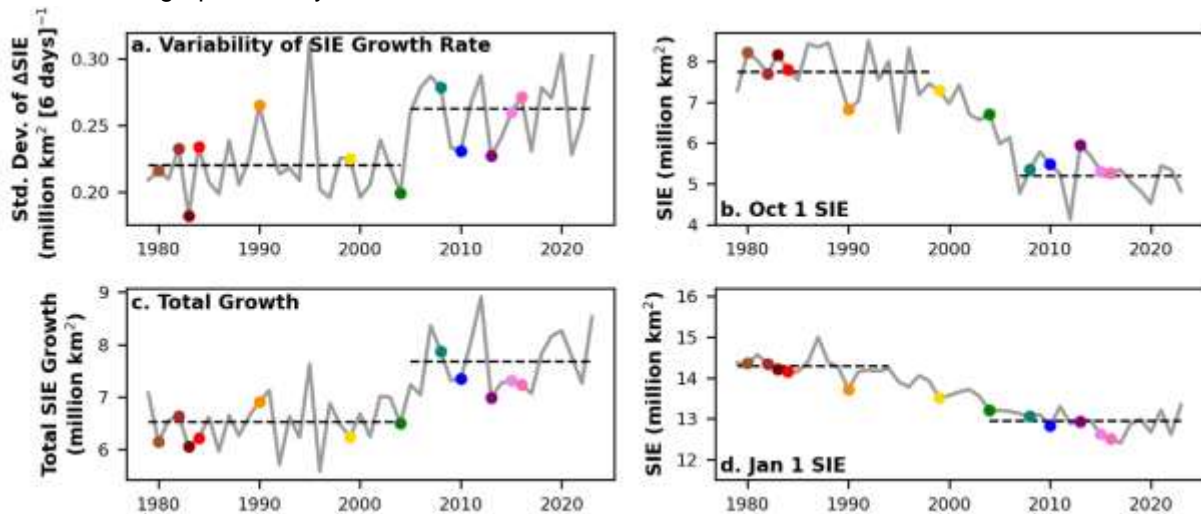 a. Variability of SIE Growth Rate
Std. Dev. of ΔSIE
(million km² [6 days]⁻¹
0.30
0.25
0.20
1980 1990 2000 2010 2020
b. Oct 1 SIE
SIE (million km²)
8
7
6
5
4
1980 1990 2000 2010 2020
c. Total Growth
Total SIE Growth
(million km²)
9
8
7
6
1980 1990 2000 2010 2020
d. Jan 1 SIE
SIE (million km²)
16
15
14
13
12
1980 1990 2000 2010 2020